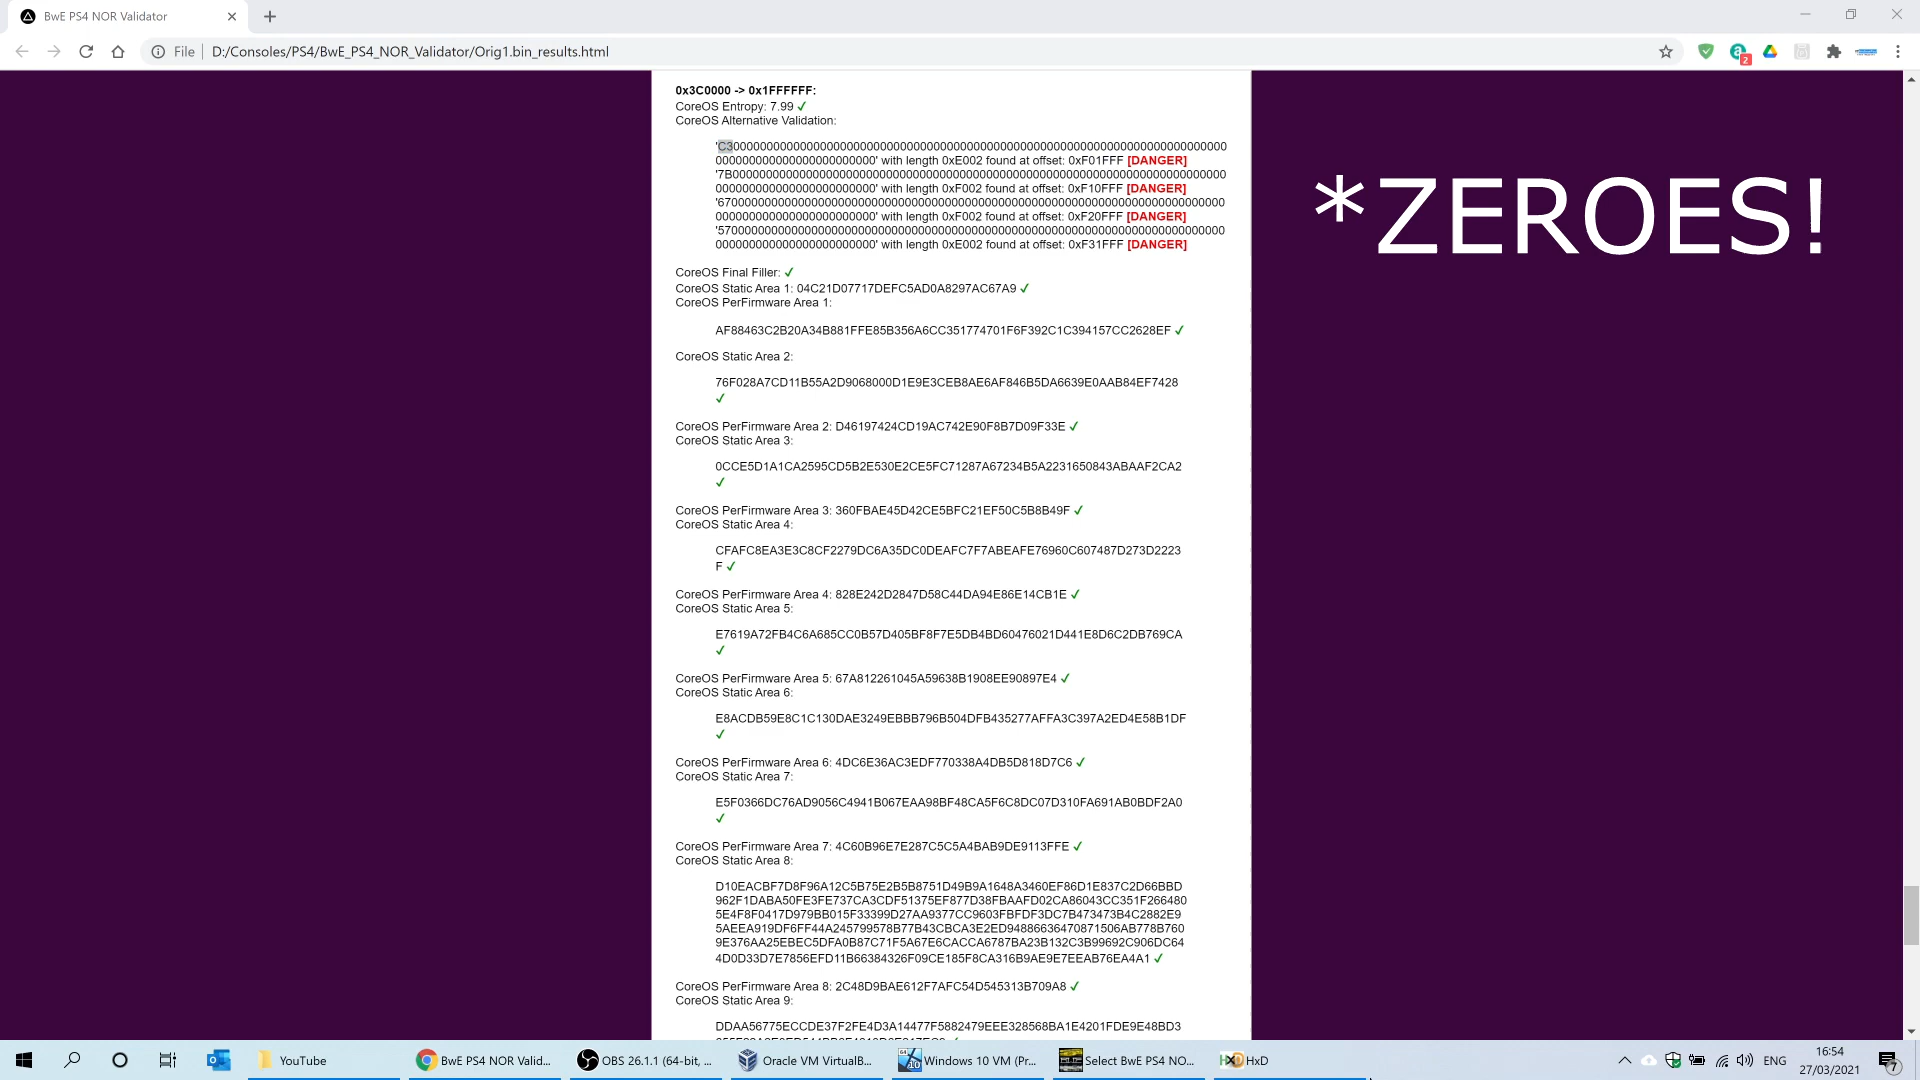 BwE PS4 NOR Validator
File
D:/Consoles/PS4/BwE_PS4_NOR_Validator/Orig1.bin_results.html
2
0x3C0000 -> 0x1FFFFFF:
CoreOS Entropy: 7.99 ✓
CoreOS Alternative Validation:
000000000000000000000000' with length 0xE002 found at offset: 0xF01FFF [DANGER]
000000000000000000000000' with length 0xF002 found at offset: 0xF10FFF [DANGER]
000000000000000000000000' with length 0xF002 found at offset: 0xF20FFF [DANGER]
000000000000000000000000' with length 0xE002 found at offset: 0xF31FFF [DANGER]
*ZEROES!
CoreOS Final Filler: ✓
CoreOS Static Area 1: 04C21D07717DEFC5AD0A8297AC67A9 ✓
CoreOS PerFirmware Area 1:
AF88463C2B20A34B881FFE85B356A6CC351774701F6F392C1C394157CC2628EF ✓
CoreOS Static Area 2:
76F028A7CD11B55A2D9068000D1E9E3CEB8AE6AF846B5DA6639E0AAB84EF7428
✓
CoreOS PerFirmware Area 2: D46197424CD19AC742E90F8B7D09F33E ✓
CoreOS Static Area 3:
0CCE5D1A1CA2595CD5B2E530E2CE5FC71287A67234B5A2231650843ABAAF2CA2
✓
CoreOS PerFirmware Area 3: 360FBAE45D42CE5BFC21EF50C5B8B49F ✓
CoreOS Static Area 4:
CFAFC8EA3E3C8CF2279DC6A35DC0DEAFC7F7ABEAFE76960C607487D273D2223
F ✓
CoreOS PerFirmware Area 4: 828E242D2847D58C44DA94E86E14CB1E ✓
CoreOS Static Area 5:
E7619A72FB4C6A685CC0B57D405BF8F7E5DB4BD60476021D441E8D6C2DB769CA
✓
CoreOS PerFirmware Area 5: 67A812261045A59638B1908EE90897E4 ✓
CoreOS Static Area 6:
E8ACDB59E8C1C130DAE3249EBBB796B504DFB435277AFFA3C397A2ED4E58B1DF
✓
CoreOS PerFirmware Area 6: 4DC6E36AC3EDF770338A4DB5D818D7C6 ✓
CoreOS Static Area 7:
E5F0366DC76AD9056C4941B067EAA98BF48CA5F6C8DC07D310FA691AB0BDF2A0
✓
CoreOS PerFirmware Area 7: 4C60B96E7E287C5C5A4BAB9DE9113FFE ✓
CoreOS Static Area 8:
D10EACBF7D8F96A12C5B75E2B5B8751D49B9A1648A3460EF86D1E837C2D66BBD
962F1DABA50FE3FE737CA3CDF51375EF877D38FBAAFD02CA86043CC351F266480
5E4F8F0417D979BB015F33399D27AA9377CC9603FBFDF3DC7B473473B4C2882E9
5AEEA919DF6FF44A245799578B77B43CBCA3E2ED94886636470871506AB778B760
9E376AA25EBEC5DFA0B87C71F5A67E6CACCA6787BA23B132C3B99692C906DC64
4D0D33D7E7856EFD11B66384326F09CE185F8CA316B9AE9E7EEAB76EA4A1 ✓
CoreOS PerFirmware Area 8: 2C48D9BAE612F7AFC54D545313B709A8 ✓
CoreOS Static Area 9:
DDAA56775ECCDE37F2FE4D3A14477F5882479EEE328568BA1E4201FDE9E48BD3
YouTube
BwE PS4 NOR Valid...
OBS 26.1.1 (64-bit, ...
Oracle VM VirtualB...
Windows 10 VM (Pr...
Select BwE PS4 NO...
HxD
ENG
16:54
27/03/2021
7